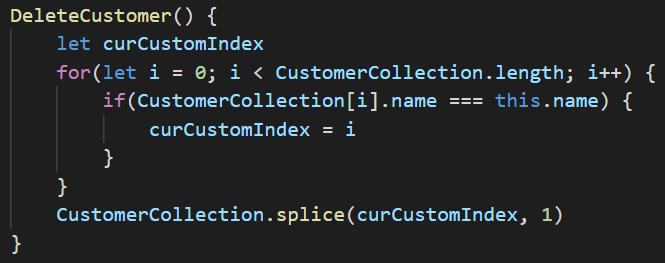 DeleteCustomer() {
    let curCustomIndex
    for(let i = 0; i < CustomerCollection.length; i++) {
        if(CustomerCollection[i].name === this.name) {
            curCustomIndex = i
        }
    }
    CustomerCollection.splice(curCustomIndex, 1)
}